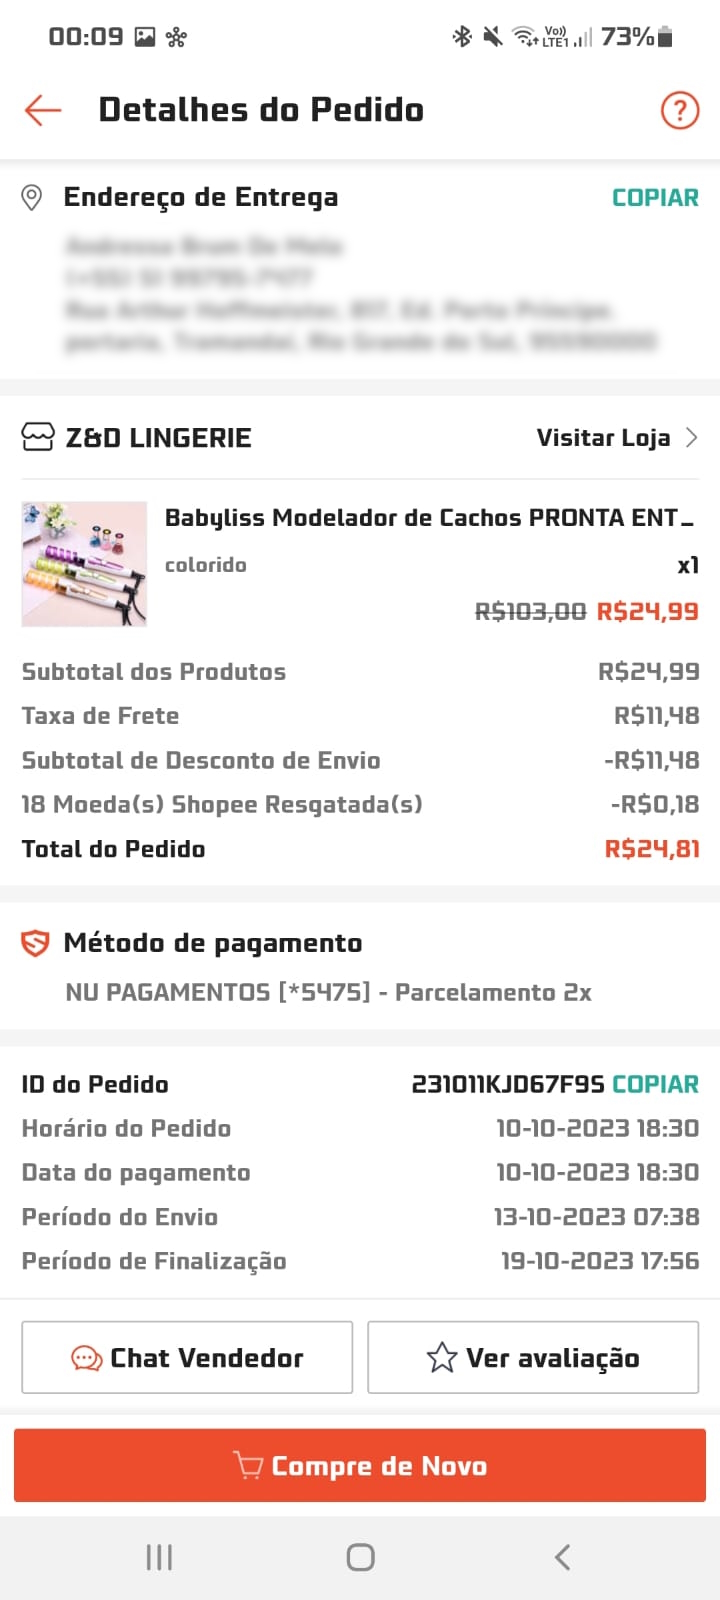 00:09
Vo)) LTE1 73%
Detalhes do Pedido
?
Endereço de Entrega COPIAR
Z&D LINGERIE Visitar Loja
Babyliss Modelador de Cachos PRONTA ENT...
colorido x1
R$103,00 R$24,99
Subtotal dos Produtos R$24,99
Taxa de Frete R$11,48
Subtotal de Desconto de Envio -R$11,48
18 Moeda(s) Shopee Resgatada(s) -R$0,18
Total do Pedido R$24,81
Método de pagamento
NU PAGAMENTOS [*5475] - Parcelamento 2x
ID do Pedido 231011KJD67F9S COPIAR
Horário do Pedido 10-10-2023 18:30
Data do pagamento 10-10-2023 18:30
Período do Envio 13-10-2023 07:38
Período de Finalização 19-10-2023 17:56
Chat Vendedor Ver avaliação
Compre de Novo